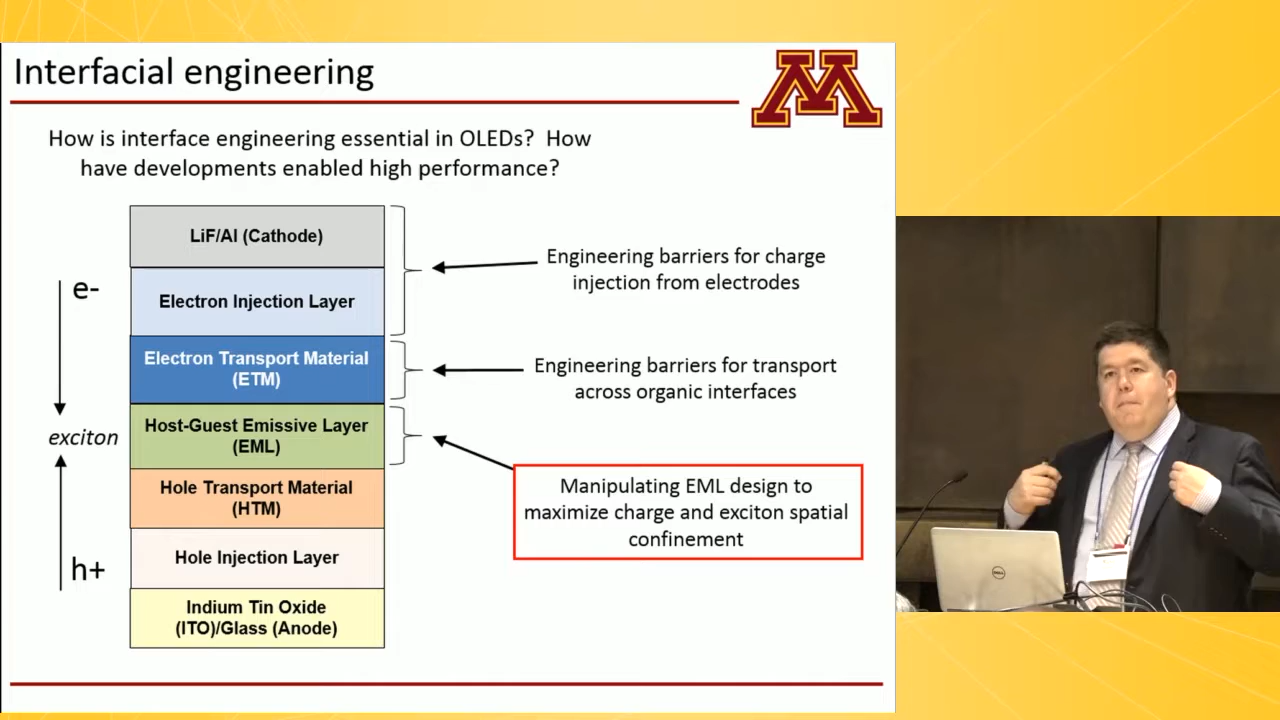 Interfacial engineering
M
How is interface engineering essential in OLEDs? How
have developments enabled high performance?
LiF/Al (Cathode)
Electron Injection Layer
Electron Transport Material
(ETM)
Host-Guest Emissive Layer
(EML)
Hole Transport Material
(HTM)
Hole Injection Layer
Indium Tin Oxide
(ITO)/Glass (Anode)
e-
exciton
h+
Engineering barriers for charge
injection from electrodes
Engineering barriers for transport
across organic interfaces
Manipulating EML design to
maximize charge and exciton spatial
confinement
DELL